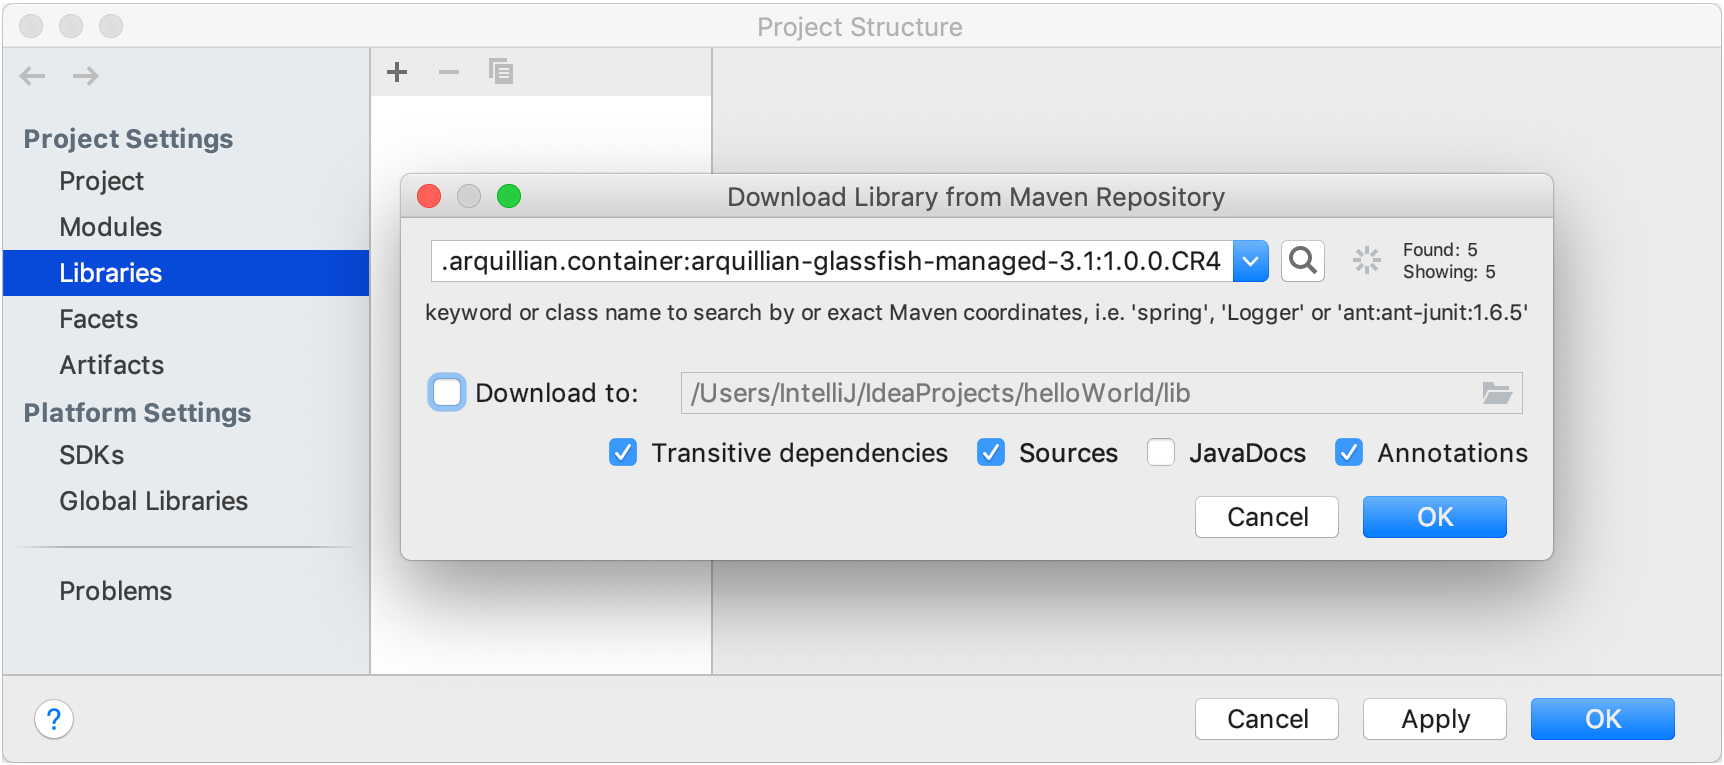 Project Structure
Project Settings
Project
Modules
Libraries
Facets
Artifacts
Platform Settings
SDKs
Global Libraries
Problems
Download Library from Maven Repository
.arquillian.container:arquillian-glassfish-managed-3.1:1.0.0.CR4
Found: 5
Showing: 5
keyword or class name to search by or exact Maven coordinates, i.e. 'spring', 'Logger' or 'ant:ant-junit:1.6.5'
Download to: /Users/IntelliJ/IdeaProjects/helloWorld/lib
Transitive dependencies Sources JavaDocs Annotations
Cancel OK
? Cancel Apply OK